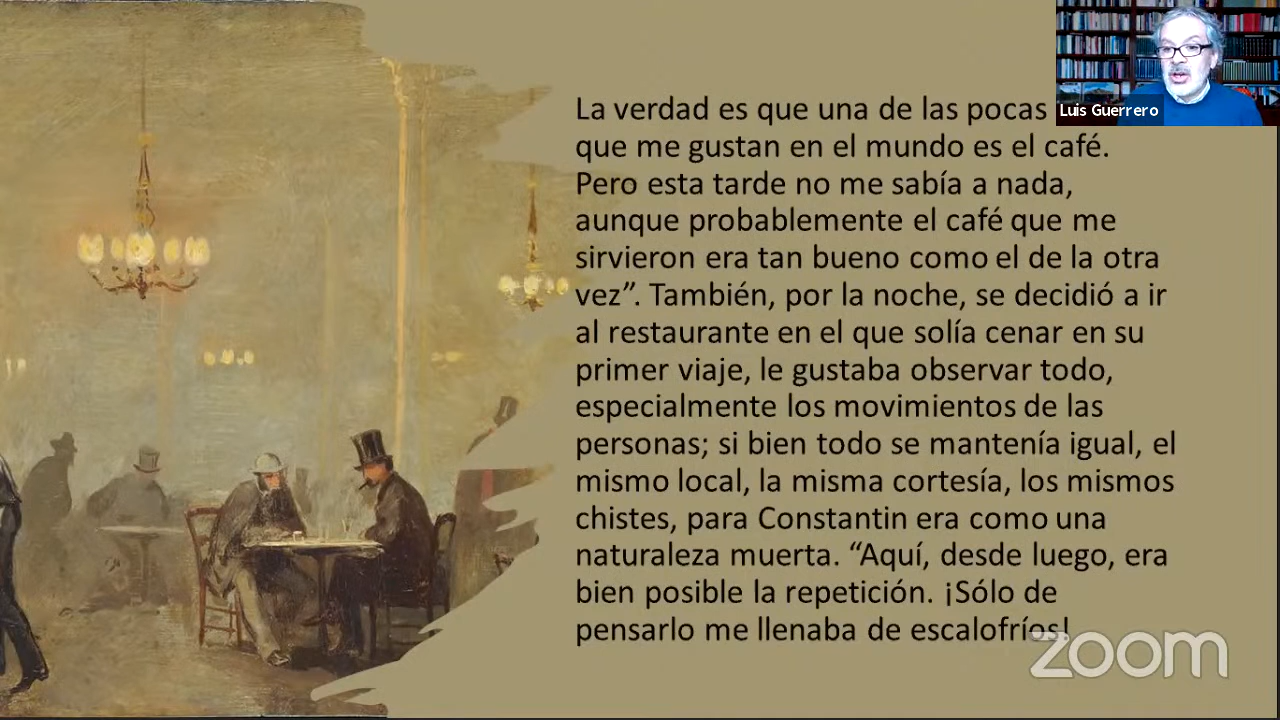 La verdad es que una de las pocas
que me gustan en el mundo es el café.
Pero esta tarde no me sabía a nada,
aunque probablemente el café que me
sirvieron era tan bueno como el de la otra
vez”. También, por la noche, se decidió a ir
al restaurante en el que solía cenar en su
primer viaje, le gustaba observar todo,
especialmente los movimientos de las
personas; si bien todo se mantenía igual, el
mismo local, la misma cortesía, los mismos
chistes, para Constantin era como una
naturaleza muerta. “Aquí, desde luego, era
bien posible la repetición. ¡Sólo de
pensarlo me llenaba de escalofríos!
Luis Guerrero
zoom